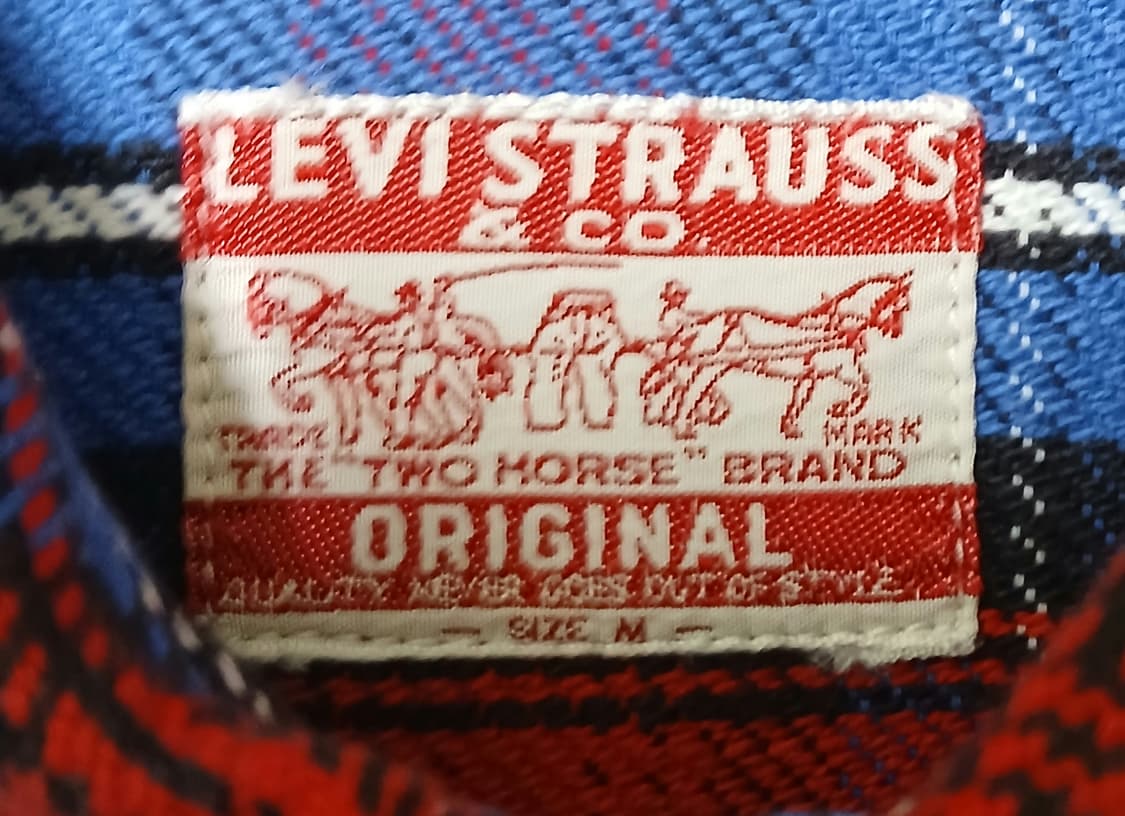 LEVI STRAUSS
& CO.
TRADE MARK
THE "TWO HORSE" BRAND
ORIGINAL
QUALITY NEVER GOES OUT OF STYLE
— SIZE M —